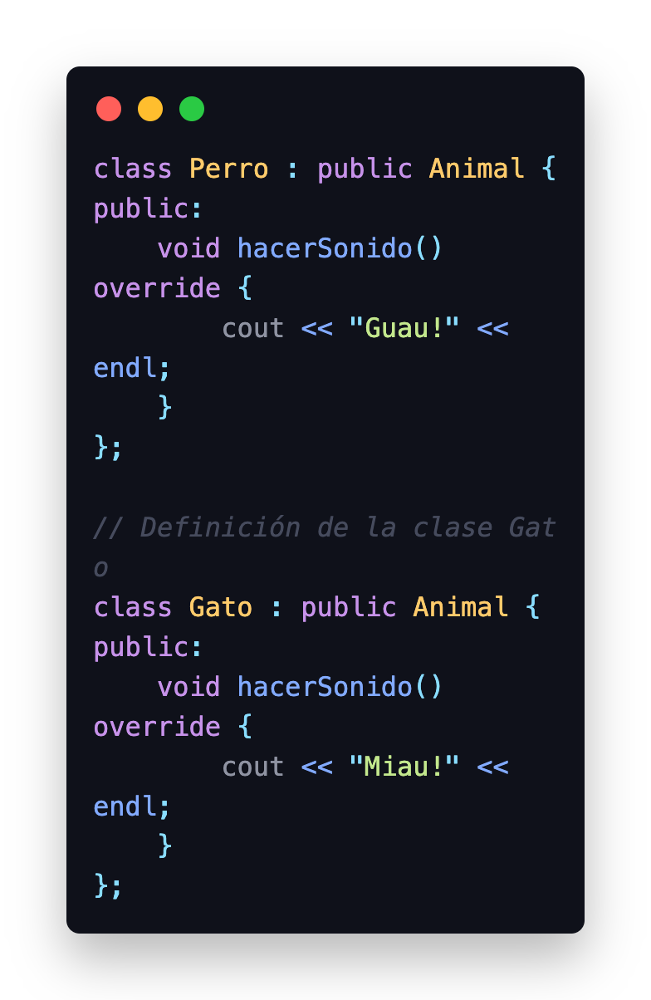 class Perro : public Animal {
public:
    void hacerSonido()
override {
        cout << "Guau!" <<
endl;
    }
};

// Definición de la clase Gat
o
class Gato : public Animal {
public:
    void hacerSonido()
override {
        cout << "Miau!" <<
endl;
    }
};